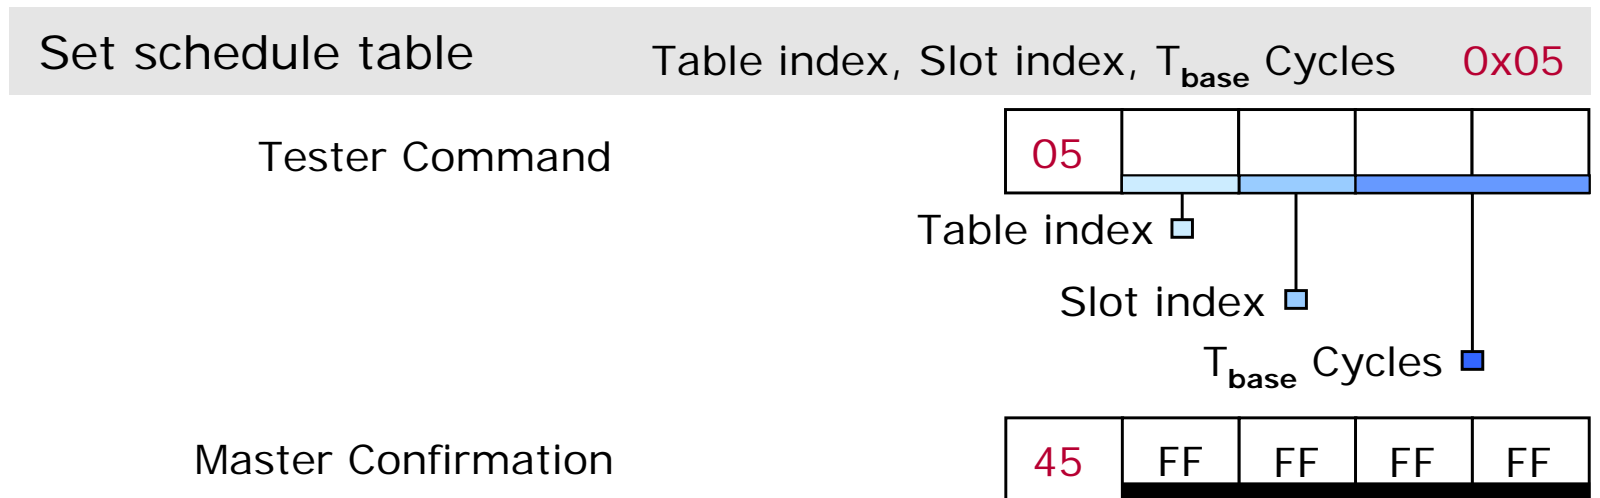 Set schedule table Table index, Slot index, Tbase Cycles 0x05
Tester Command 05
Table index
Slot index
Tbase Cycles
Master Confirmation 45 FF FF FF FF